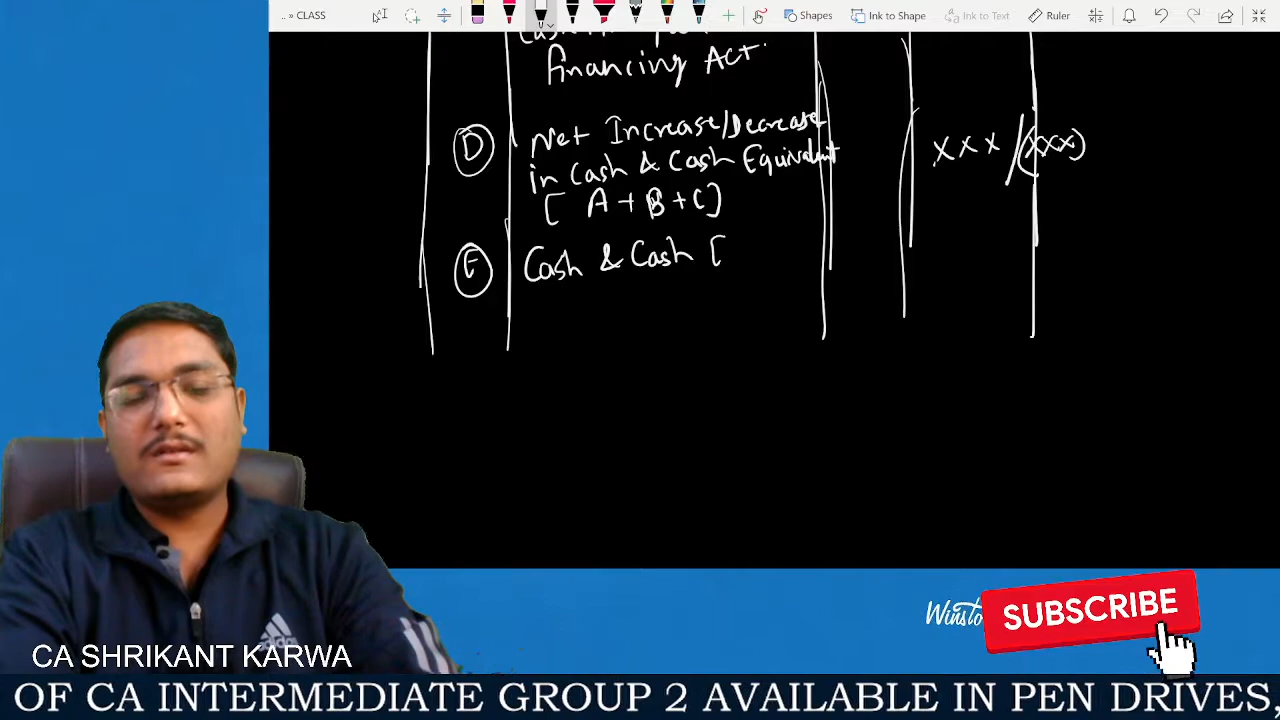 .. » CLASS
Shapes
Ink to Shape
Ink to Text
Ruler
Financing Act.
D Net Increase/Decrease
in Cash & Cash Equivalent
[ A + B + C ]
xxx / (xxx)
E Cash & Cash [
SUBSCRIBE
CA SHRIKANT KARWA
OF CA INTERMEDIATE GROUP 2 AVAILABLE IN PEN DRIVES,